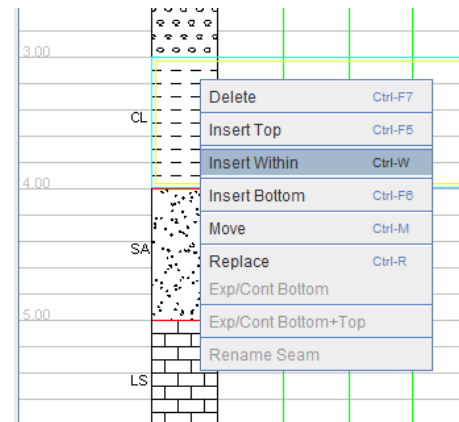 3.00
CL
Delete Ctrl-F7
Insert Top Ctrl-F5
Insert Within Ctrl-W
4.00
Insert Bottom Ctrl-F6
Move Ctrl-M
SA
Replace Ctrl-R
Exp/Cont Bottom
5.00
Exp/Cont Bottom+Top
Rename Seam
LS